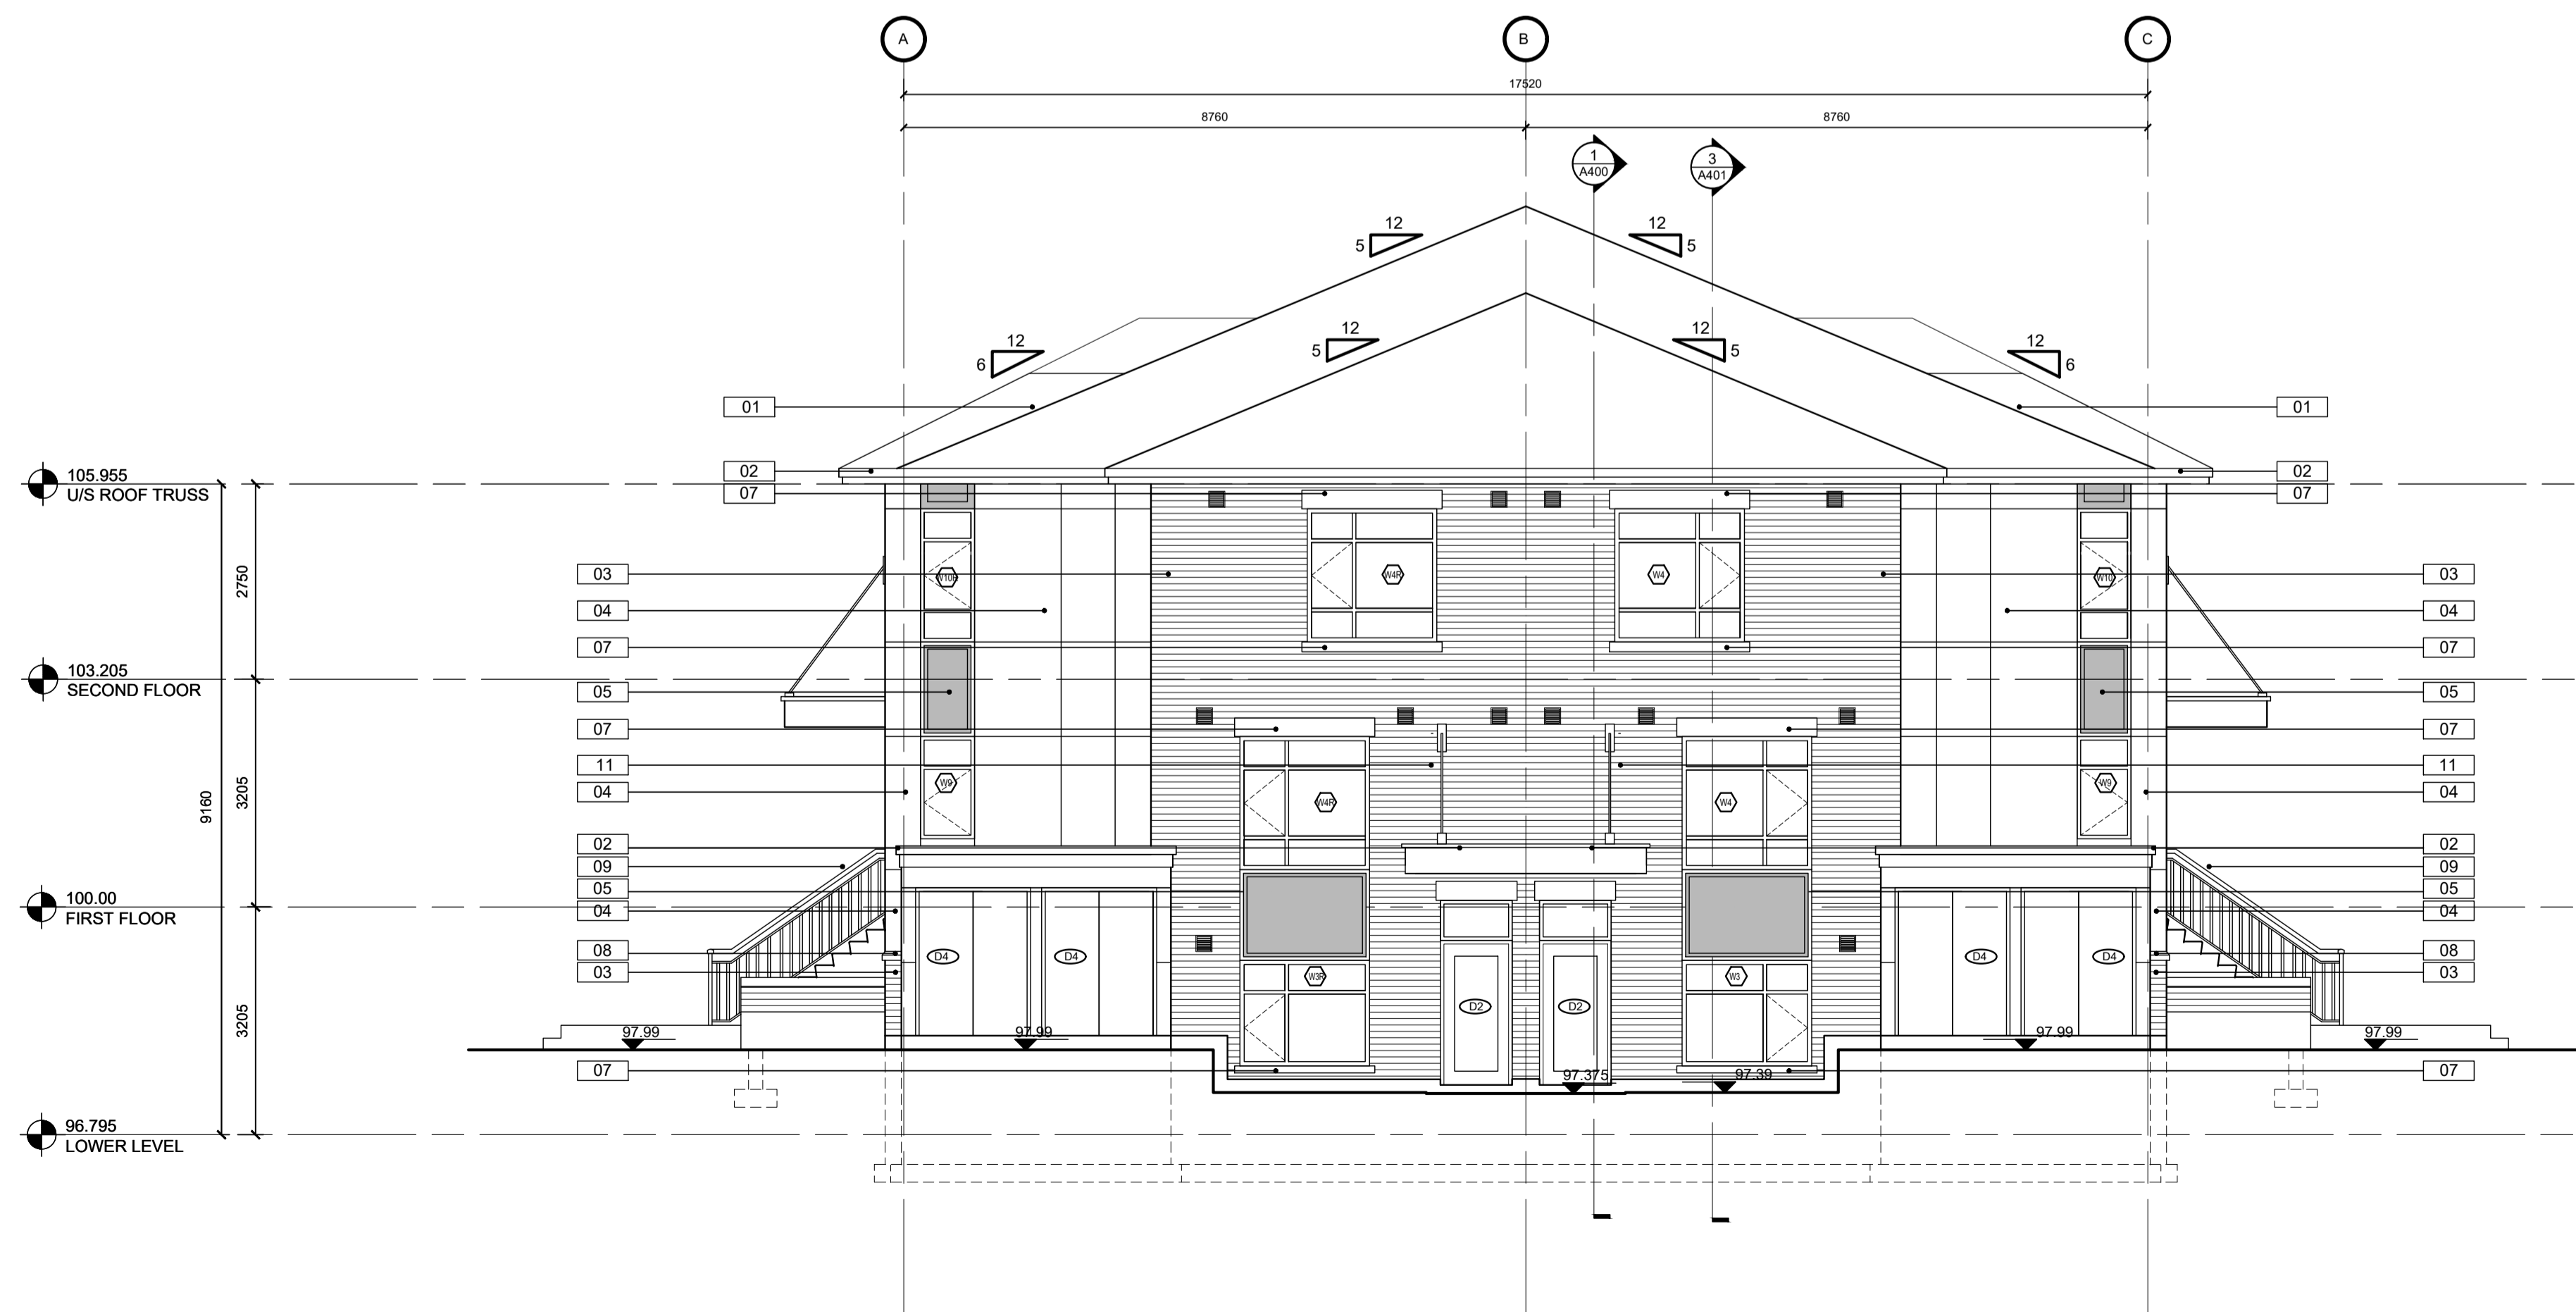 A
B
C
17520
8760
8760
1
A400
3
A401
12
5
12
5
12
6
12
5
12
5
12
6
01
01
02
02
07
07
105.955
U/S ROOF TRUSS
2750
03
W10R
W4R
W4
W10
03
04
04
07
07
103.205
SECOND FLOOR
05
05
07
07
11
11
04
W9
W4R
W4
W9
04
3205
9160
02
02
09
09
05
05
100.00
FIRST FLOOR
04
04
08
08
D4
D4
D4
D4
03
W3R
W3
03
D2
D2
3205
97.99
97.99
97.99
97.99
07
97.375
97.39
07
96.795
LOWER LEVEL